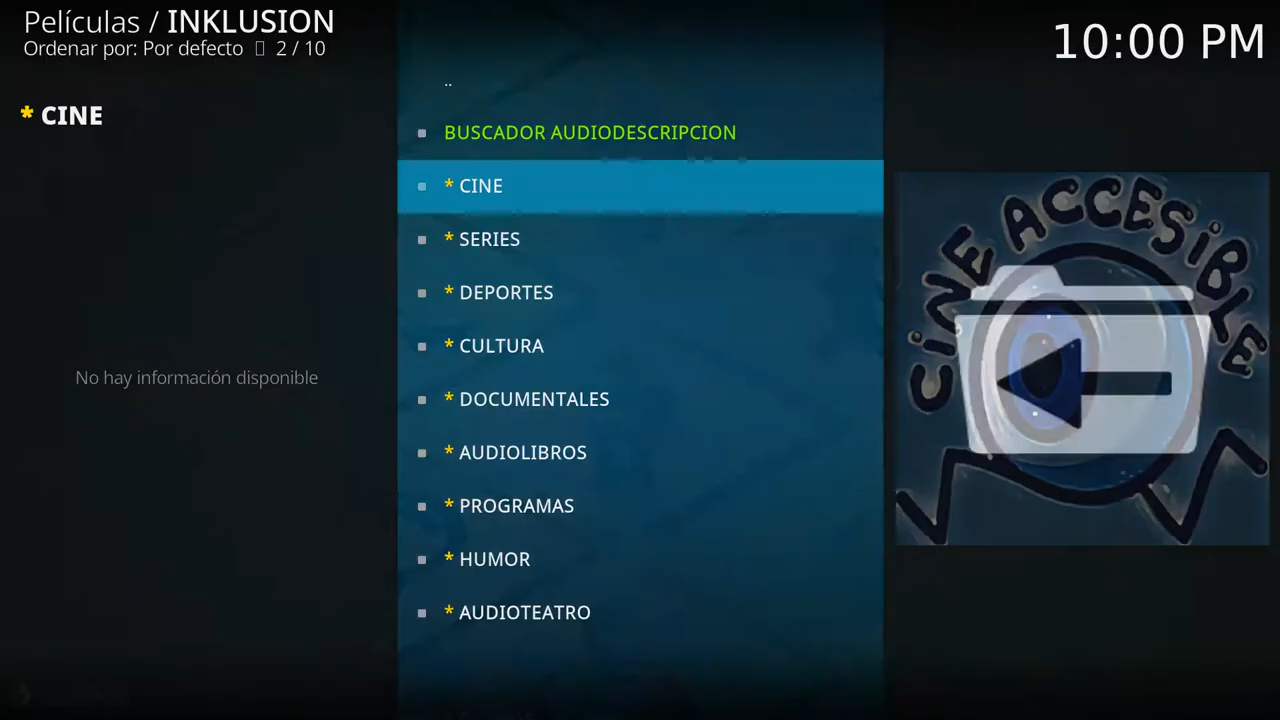 Películas / INKLUSION
Ordenar por: Por defecto 2 / 10
10:00 PM
* CINE
No hay información disponible
..
BUSCADOR AUDIODESCRIPCION
* CINE
* SERIES
* DEPORTES
* CULTURA
* DOCUMENTALES
* AUDIOLIBROS
* PROGRAMAS
* HUMOR
* AUDIOTEATRO
CiNE ACCESiBLE